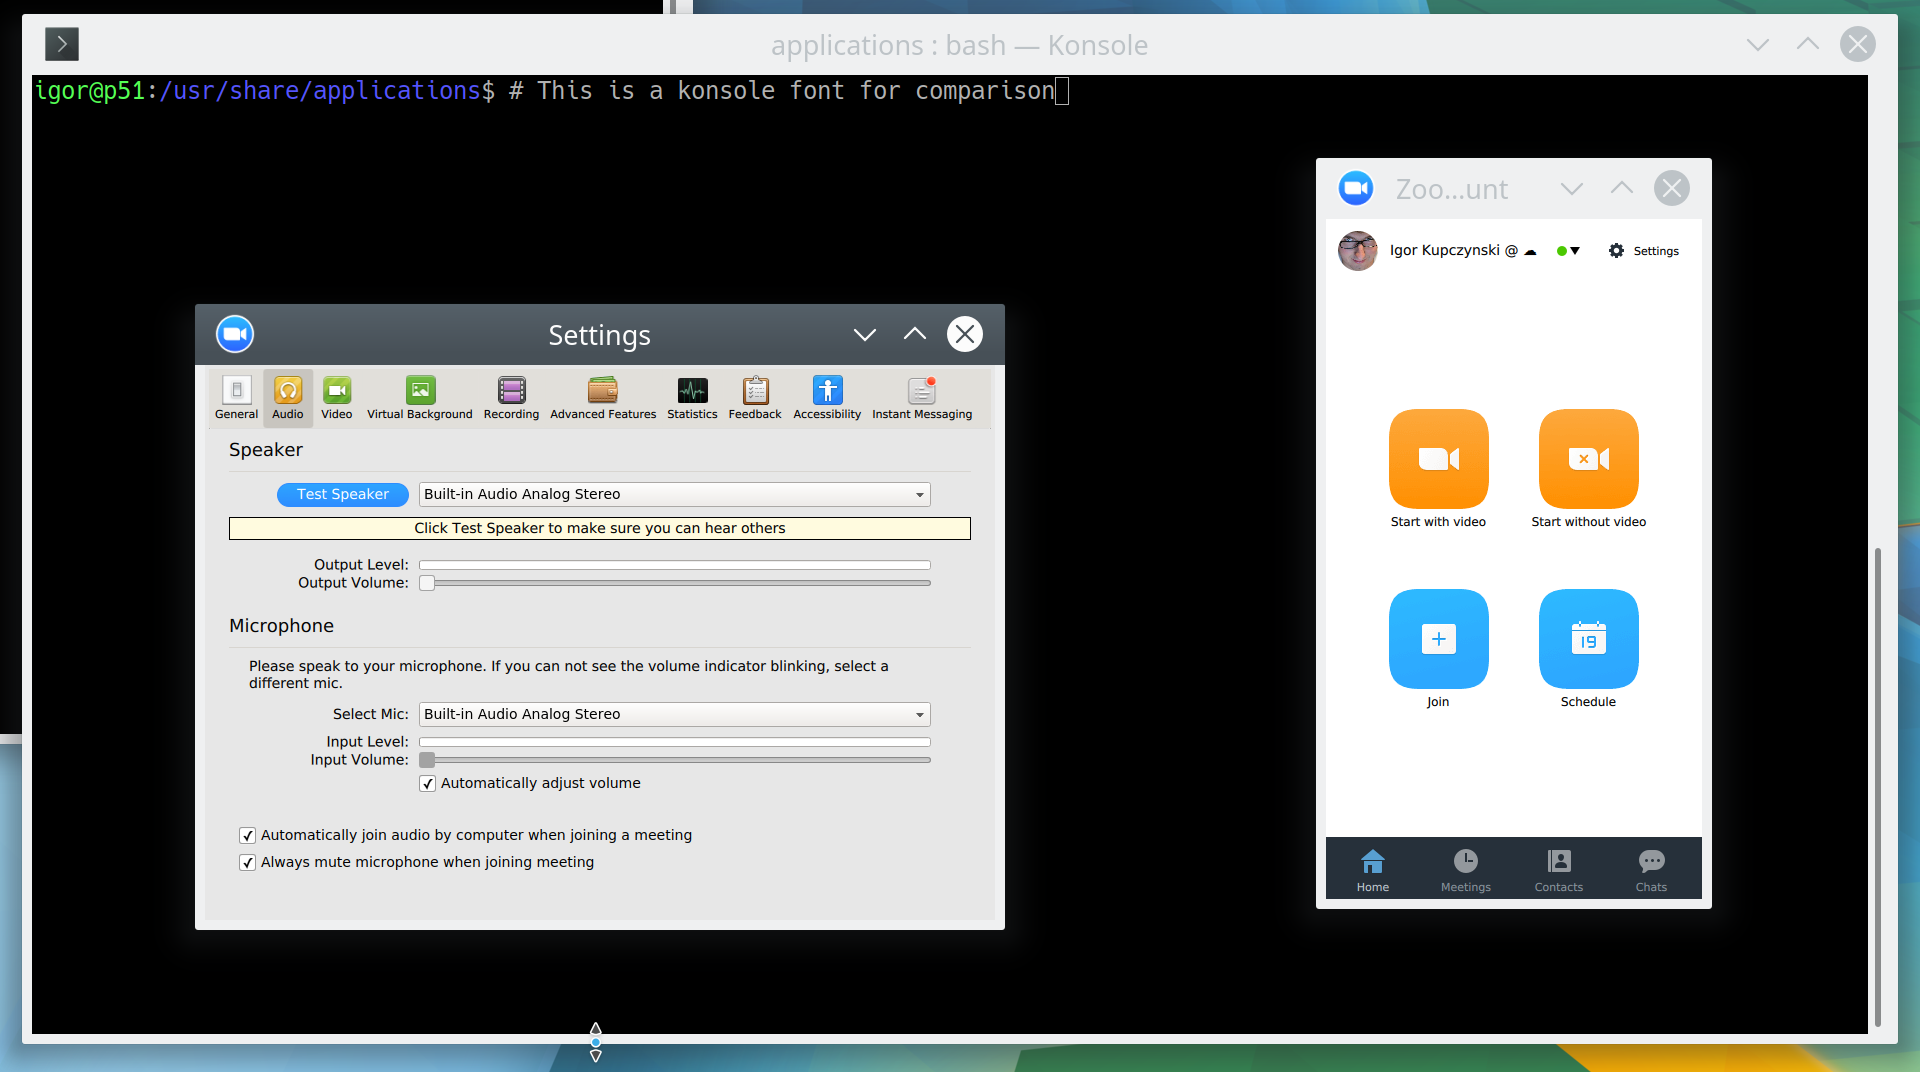 applications : bash — Konsole
igor@p51:/usr/share/applications$ # This is a konsole font for comparison
Zoo...unt
Igor Kupczynski @ ☁
Settings
Start with video
Start without video
19
Join
Schedule
Home
Meetings
Contacts
Chats
Settings
General
Audio
Video
Virtual Background
Recording
Advanced Features
Statistics
Feedback
Accessibility
Instant Messaging
Speaker
Test Speaker
Built-in Audio Analog Stereo
Click Test Speaker to make sure you can hear others
Output Level:
Output Volume:
Microphone
Please speak to your microphone. If you can not see the volume indicator blinking, select a
different mic.
Select Mic:
Built-in Audio Analog Stereo
Input Level:
Input Volume:
Automatically adjust volume
Automatically join audio by computer when joining a meeting
Always mute microphone when joining meeting